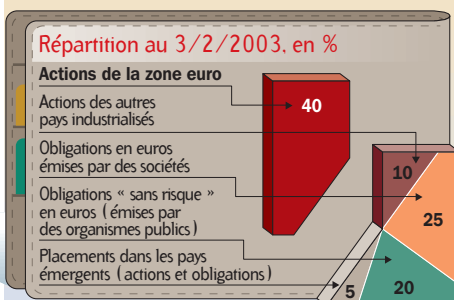 Répartition au 3/2/2003, en %
Actions de la zone euro
40
Actions des autres
pays industrialisés
10
Obligations en euros
émises par des sociétés
25
Obligations « sans risque »
en euros (émises par
des organismes publics)
20
Placements dans les pays
émergents (actions et obligations)
5